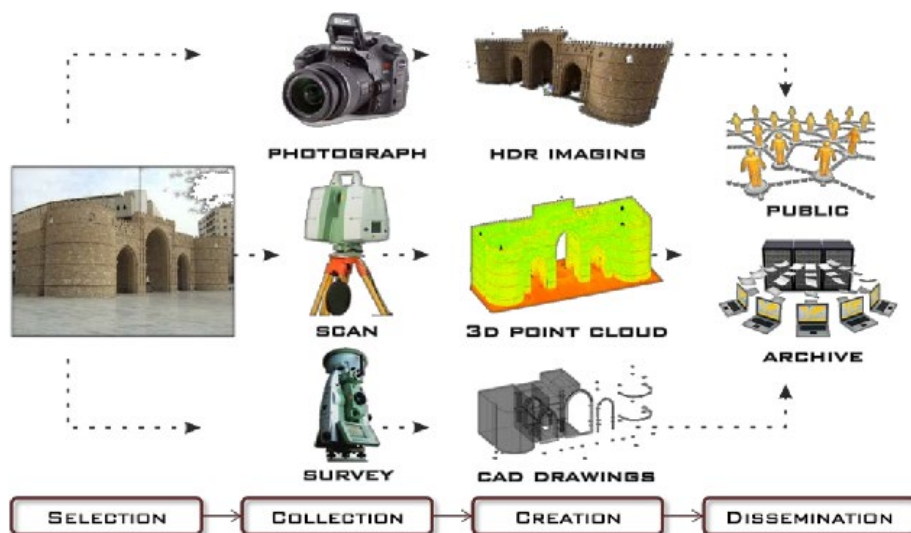 PHOTOGRAPH
HDR IMAGING
PUBLIC
SCAN
3D POINT CLOUD
ARCHIVE
SURVEY
CAD DRAWINGS
SELECTION
COLLECTION
CREATION
DISSEMINATION